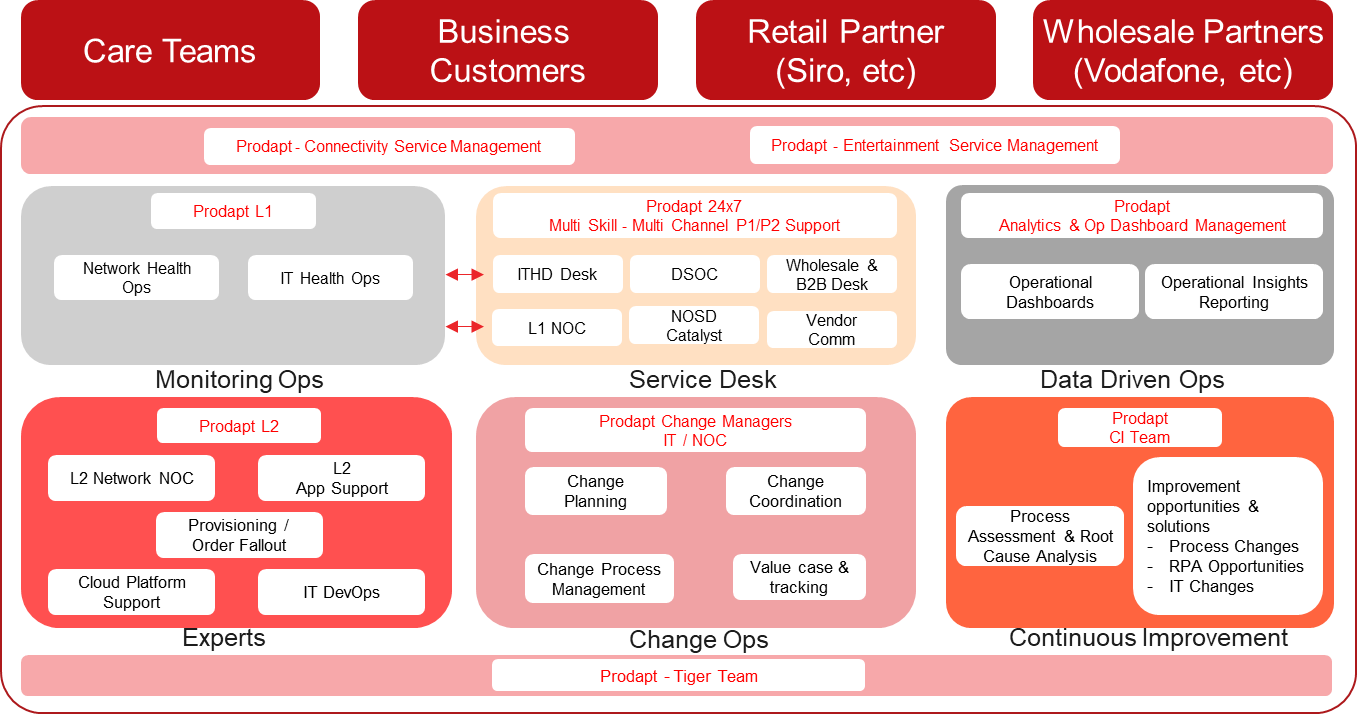 Care Teams
Business
Customers
Retail Partner
(Siro, etc)
Wholesale Partners
(Vodafone, etc)
Prodapt - Connectivity Service Management
Prodapt - Entertainment Service Management
Prodapt L1
Network Health
Ops
IT Health Ops
Monitoring Ops
Prodapt 24x7
Multi Skill - Multi Channel P1/P2 Support
ITHD Desk
DSOC
Wholesale &
B2B Desk
L1 NOC
NOSD
Catalyst
Vendor
Comm
Service Desk
Prodapt
Analytics & Op Dashboard Management
Operational
Dashboards
Operational Insights
Reporting
Data Driven Ops
Prodapt L2
L2 Network NOC
L2
App Support
Provisioning /
Order Fallout
Cloud Platform
Support
IT DevOps
Experts
Prodapt Change Managers
IT / NOC
Change
Planning
Change
Coordination
Change Process
Management
Value case &
tracking
Change Ops
Prodapt
CI Team
Process
Assessment & Root
Cause Analysis
Improvement
opportunities &
solutions
- Process Changes
- RPA Opportunities
- IT Changes
Continuous Improvement
Prodapt - Tiger Team